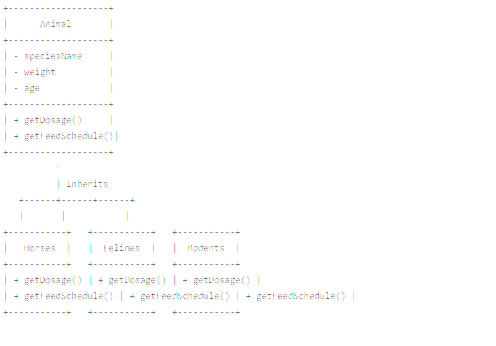 +-------------------+
|      Animal       |
+-------------------+
| - speciesName     |
| - weight          |
| - age             |
+-------------------+
| + getDosage()     |
| + getFeedSchedule()|
+-------------------+
          ^
          | Inherits
   +------+------+------+
   |       |           |
+-----------+   +-----------+   +-----------+
|   Horses  |   |  Felines  |   |  Rodents  |
+-----------+   +-----------+   +-----------+
| + getDosage() | + getDosage() | + getDosage() |
| + getFeedSchedule() | + getFeedSchedule() | + getFeedSchedule() |
+-----------+   +-----------+   +-----------+